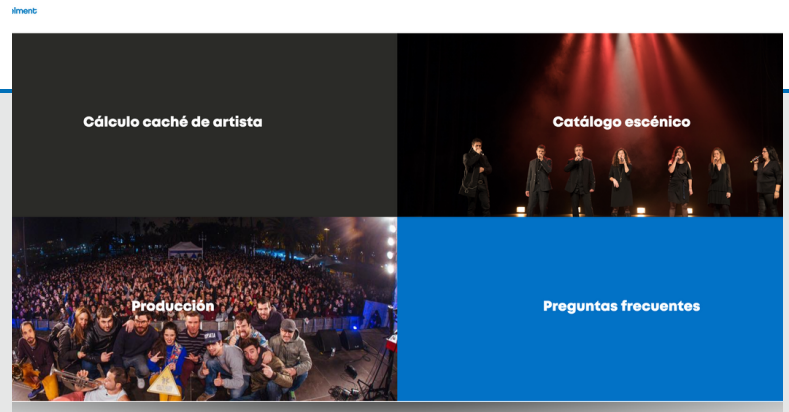 Cálculo caché de artista
Catálogo escénico
Producción
Preguntas frecuentes